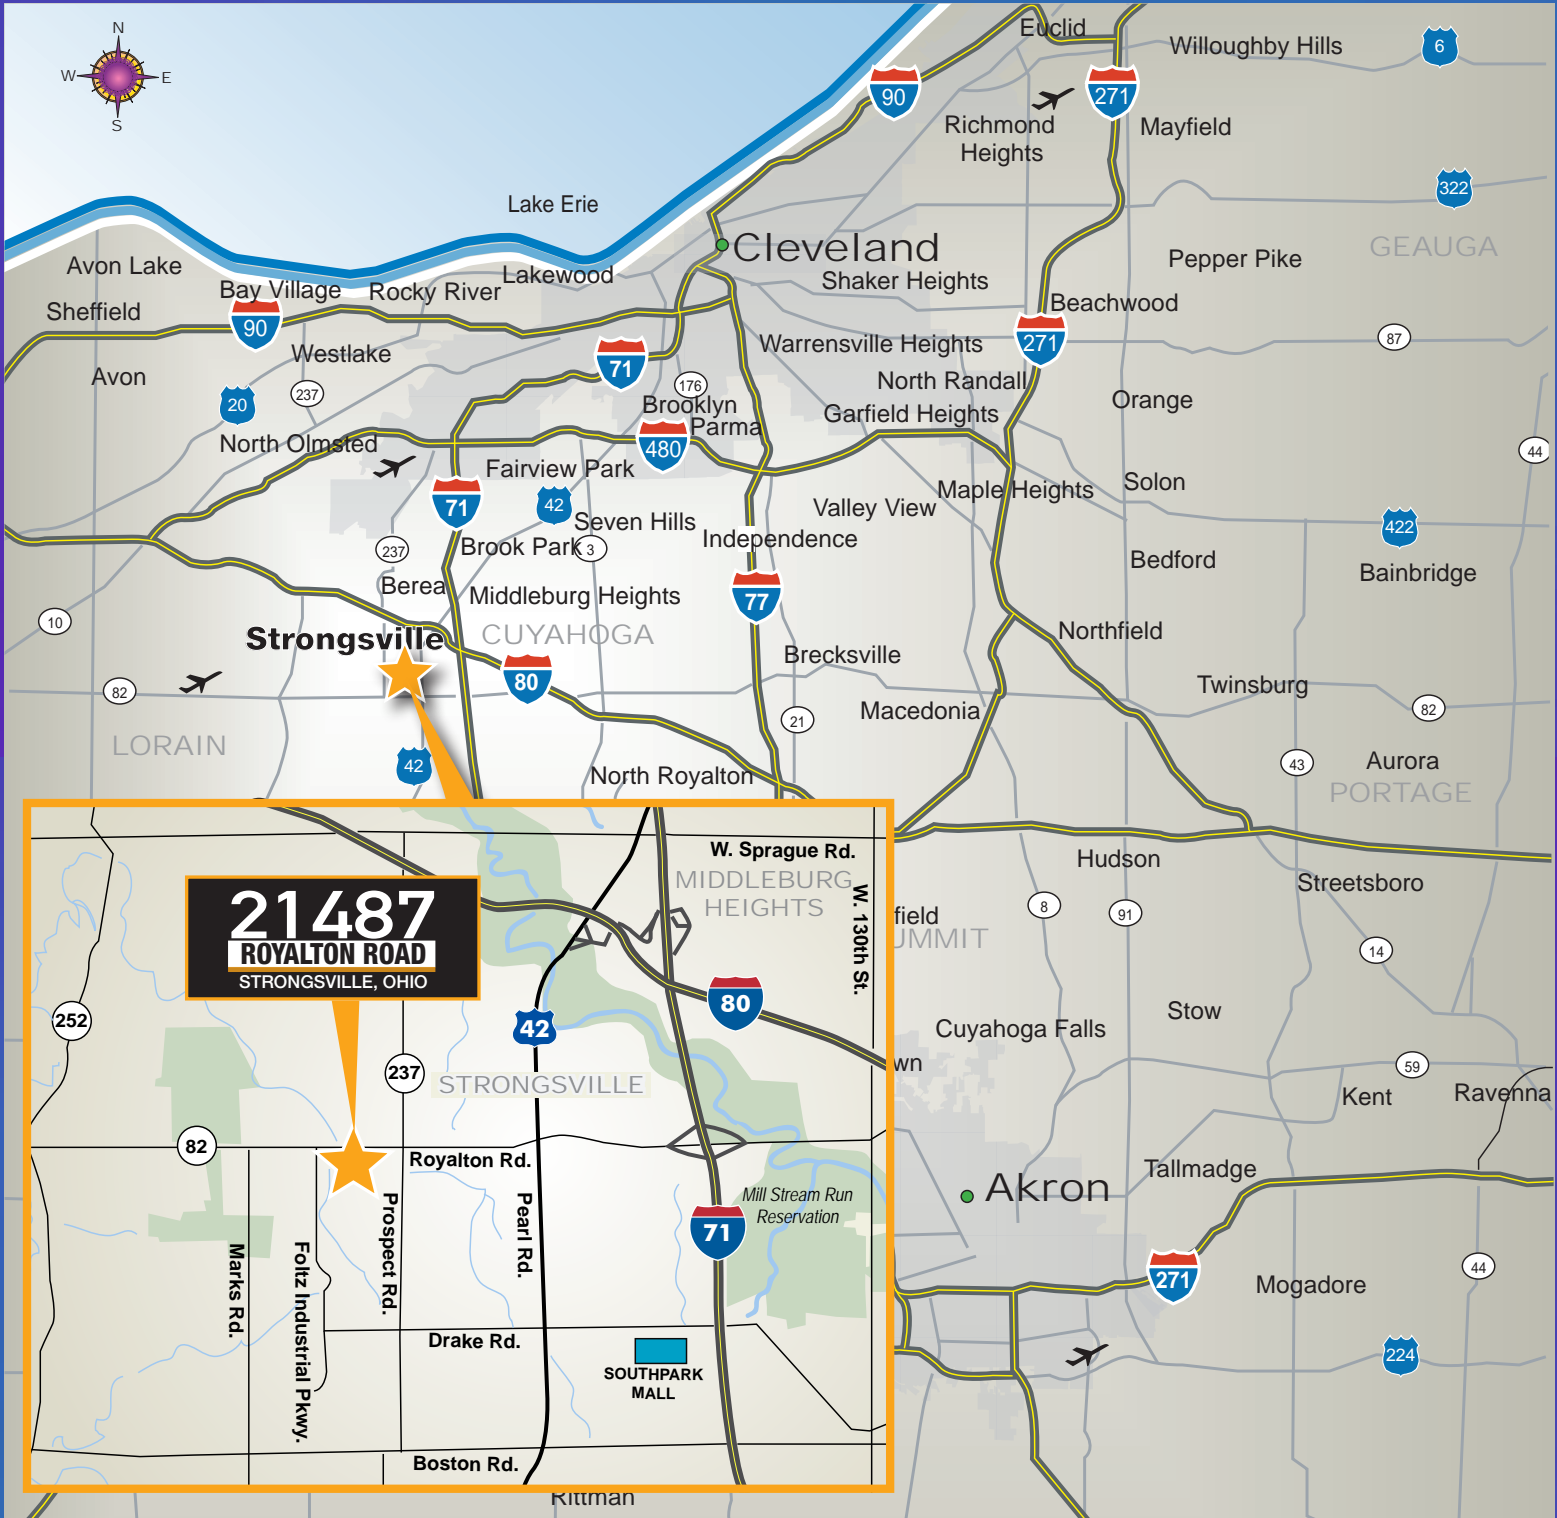 N
W
E
S
Euclid
Willoughby Hills
6
90
271
Richmond
Heights
Mayfield
322
Lake Erie
Cleveland
GEAUGA
Pepper Pike
Avon Lake
Lakewood
Shaker Heights
Bay Village
Rocky River
Beachwood
Sheffield
90
Westlake
71
Warrensville Heights
271
87
Avon
176
North Randall
237
20
Brooklyn
Garfield Heights
Orange
Parma
North Olmsted
480
44
Fairview Park
Maple Heights
Solon
71
42
Seven Hills
Valley View
422
237
Brook Park
3
Independence
Bedford
Bainbridge
Berea
Middleburg Heights
77
10
Strongsville
CUYAHOGA
Northfield
Brecksville
80
82
Twinsburg
Macedonia
21
82
LORAIN
42
North Royalton
43
Aurora
PORTAGE
W. Sprague Rd.
Hudson
MIDDLEBURG
HEIGHTS
W. 130th St.
Streetsboro
21487
ROYALTON ROAD
STRONGSVILLE, OHIO
field
UMMIT
8
91
14
80
252
42
Stow
Cuyahoga Falls
237
STRONGSVILLE
wn
59
Kent
Ravenna
82
Royalton Rd.
Tallmadge
Akron
Mill Stream Run
Reservation
Prospect Rd.
Pearl Rd.
71
Marks Rd.
Foltz Industrial Pkwy.
271
44
Mogadore
Drake Rd.
SOUTHPARK
MALL
224
Boston Rd.
Rittman